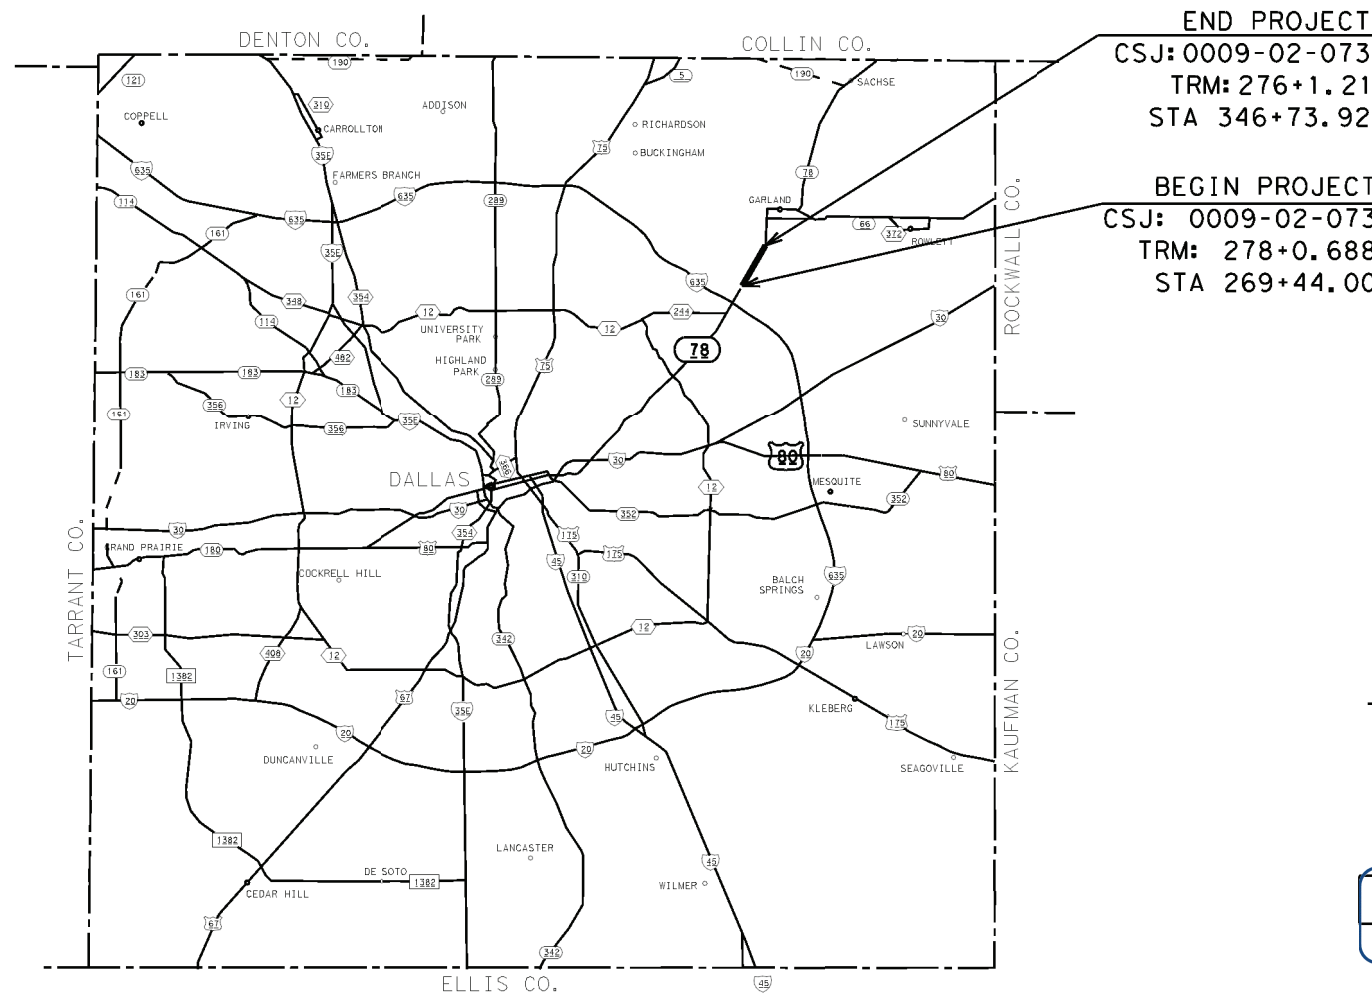 DENTON CO.
COLLIN CO.
END PROJECT
CSJ: 0009-02-073
TRM: 276+1.21
STA 346+73.92
BEGIN PROJECT
CSJ: 0009-02-073
TRM: 278+0.688
STA 269+44.00
190
190
5
121
310
COPPELL
ADDISON
SACHSE
CARROLLTON
RICHARDSON
BUCKINGHAM
35E
75
635
FARMERS BRANCH
78
114
635
289
GARLAND
635
161
66
372
ROWLETT
ROCKWALL CO.
35E
635
161
348
354
12
244
30
114
12
UNIVERSITY
PARK
482
78
HIGHLAND
PARK
75
183
183
289
183
12
356
161
IRVING
356
35E
SUNNYVALE
366
30
80
80
DALLAS
12
MESQUITE
352
30
352
30
354
175
TARRANT CO.
GRAND PRAIRIE
180
80
175
45
COCKRELL HILL
310
BALCH
SPRINGS
635
303
342
12
20
LAWSON
408
12
20
161
1382
20
67
35E
45
KLEBERG
175
KAUFMAN CO.
20
20
DUNCANVILLE
HUTCHINS
SEAGOVILLE
1382
LANCASTER
45
DE SOTO
1382
WILMER
CEDAR HILL
67
342
ELLIS CO.
45